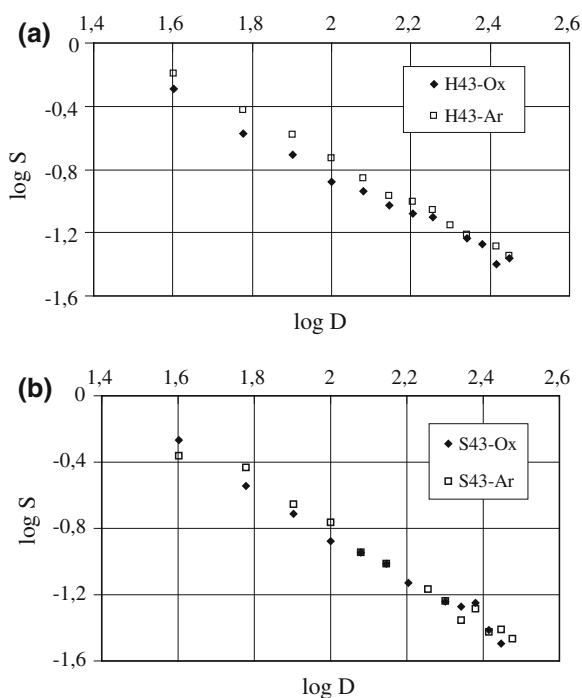 (a)
1,4 1,6 1,8 2 2,2 2,4 2,6
0
-0,4
-0,8
-1,2
-1,6
log S
log D
H43-Ox
H43-Ar
(b)
1,4 1,6 1,8 2 2,2 2,4 2,6
0
-0,4
-0,8
-1,2
-1,6
log S
log D
S43-Ox
S43-Ar